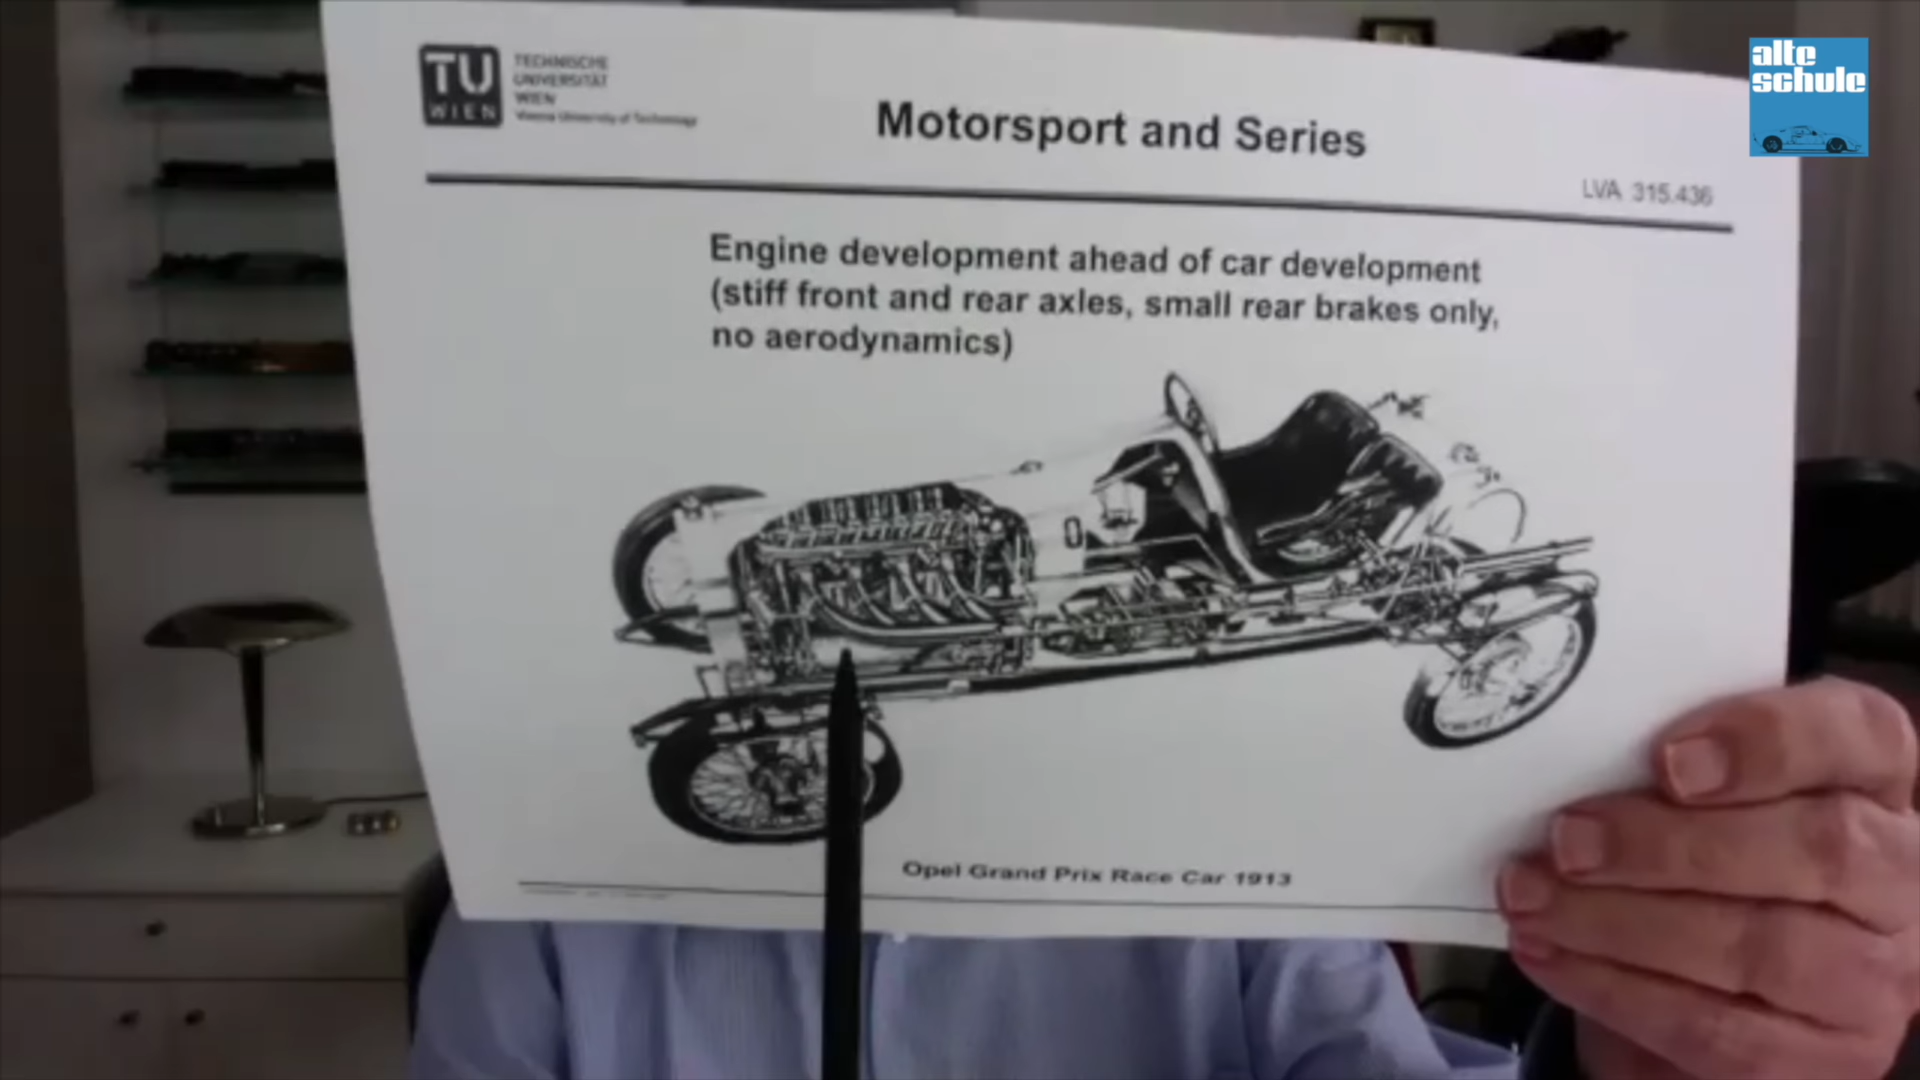 TU
WIEN
TECHNISCHE
UNIVERSITÄT
WIEN
Vienna University of Technology
Motorsport and Series
LVA 315.436
Engine development ahead of car development
(stiff front and rear axles, small rear brakes only,
no aerodynamics)
0
Opel Grand Prix Race Car 1913
alte
schule